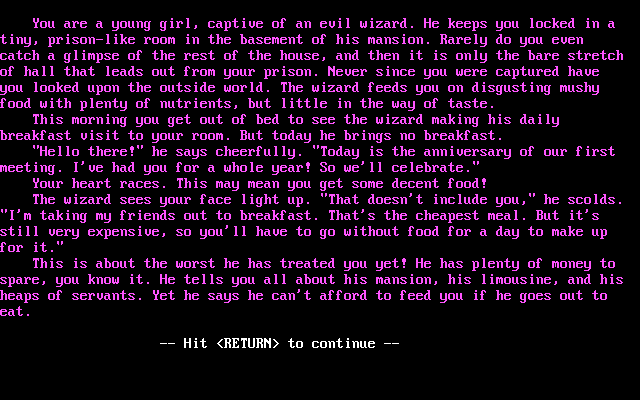 You are a young girl, captive of an evil wizard. He keeps you locked in a
tiny, prison-like room in the basement of his mansion. Rarely do you even
catch a glimpse of the rest of the house, and then it is only the bare stretch
of hall that leads out from your prison. Never since you were captured have
you looked upon the outside world. The wizard feeds you on disgusting mushy
food with plenty of nutrients, but little in the way of taste.
This morning you get out of bed to see the wizard making his daily
breakfast visit to your room. But today he brings no breakfast.
"Hello there!" he says cheerfully. "Today is the anniversary of our first
meeting. I've had you for a whole year! So we'll celebrate."
Your heart races. This may mean you get some decent food!
The wizard sees your face light up. "That doesn't include you," he scolds.
"I'm taking my friends out to breakfast. That's the cheapest meal. But it's
still very expensive, so you'll have to go without food for a day to make up
for it."
This is about the worst he has treated you yet! He has plenty of money to
spare, you know it. He tells you all about his mansion, his limousine, and his
heaps of servants. Yet he says he can't afford to feed you if he goes out to
eat.
-- Hit <RETURN> to continue --